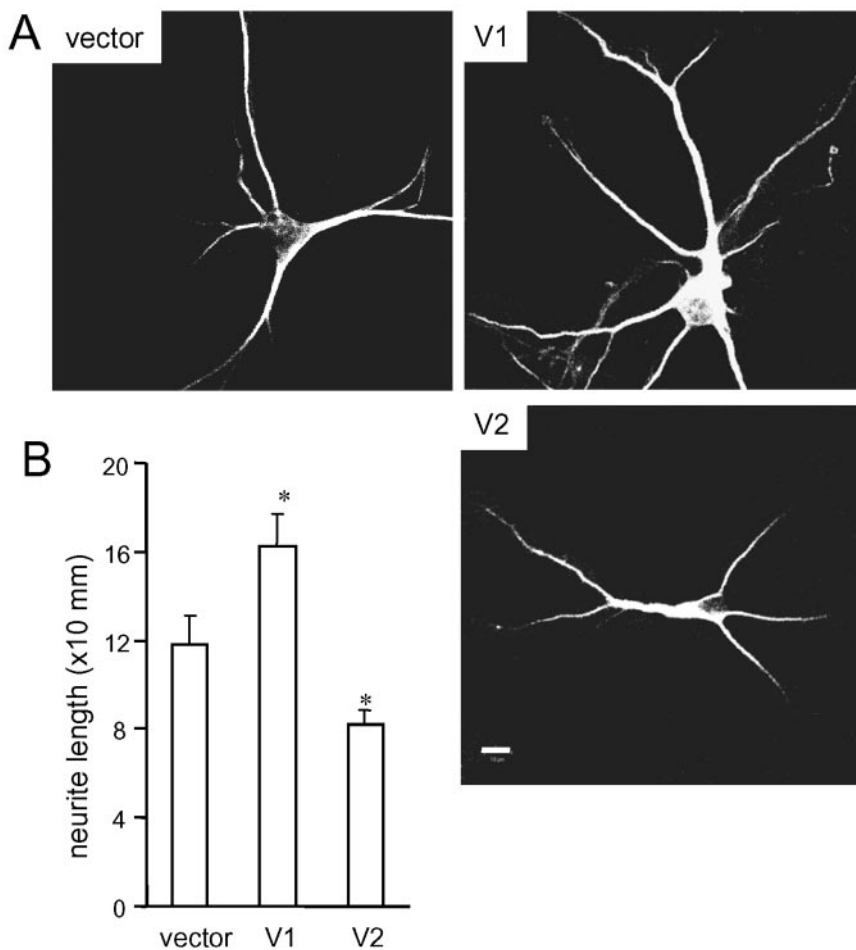 A
vector
V1
V2
B
neurite length (x10 mm)
20
16
12
8
4
0
*
*
vector
V1
V2